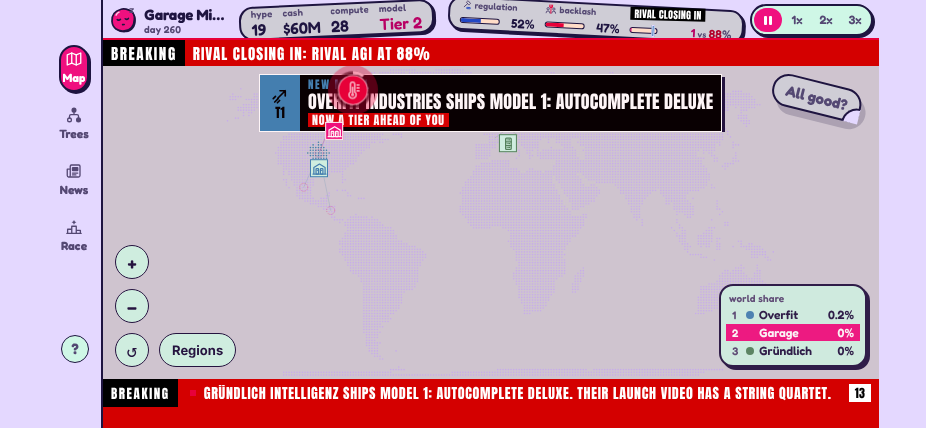 Garage Mi...
day 260
hype
19
cash
$60M
compute
28
model
Tier 2
regulation
52%
backlash
47%
RIVAL CLOSING IN
1 vs 88%
1x 2x 3x
BREAKING RIVAL CLOSING IN: RIVAL AGI AT 88%
Map
Trees
News
Race
?
T1
NEW
OVERFIT INDUSTRIES SHIPS MODEL 1: AUTOCOMPLETE DELUXE
NOW A TIER AHEAD OF YOU
All good?
+
−
Regions
world share
1 Overfit 0.2%
2 Garage 0%
3 Gründlich 0%
BREAKING GRÜNDLICH INTELLIGENZ SHIPS MODEL 1: AUTOCOMPLETE DELUXE. THEIR LAUNCH VIDEO HAS A STRING QUARTET. 13